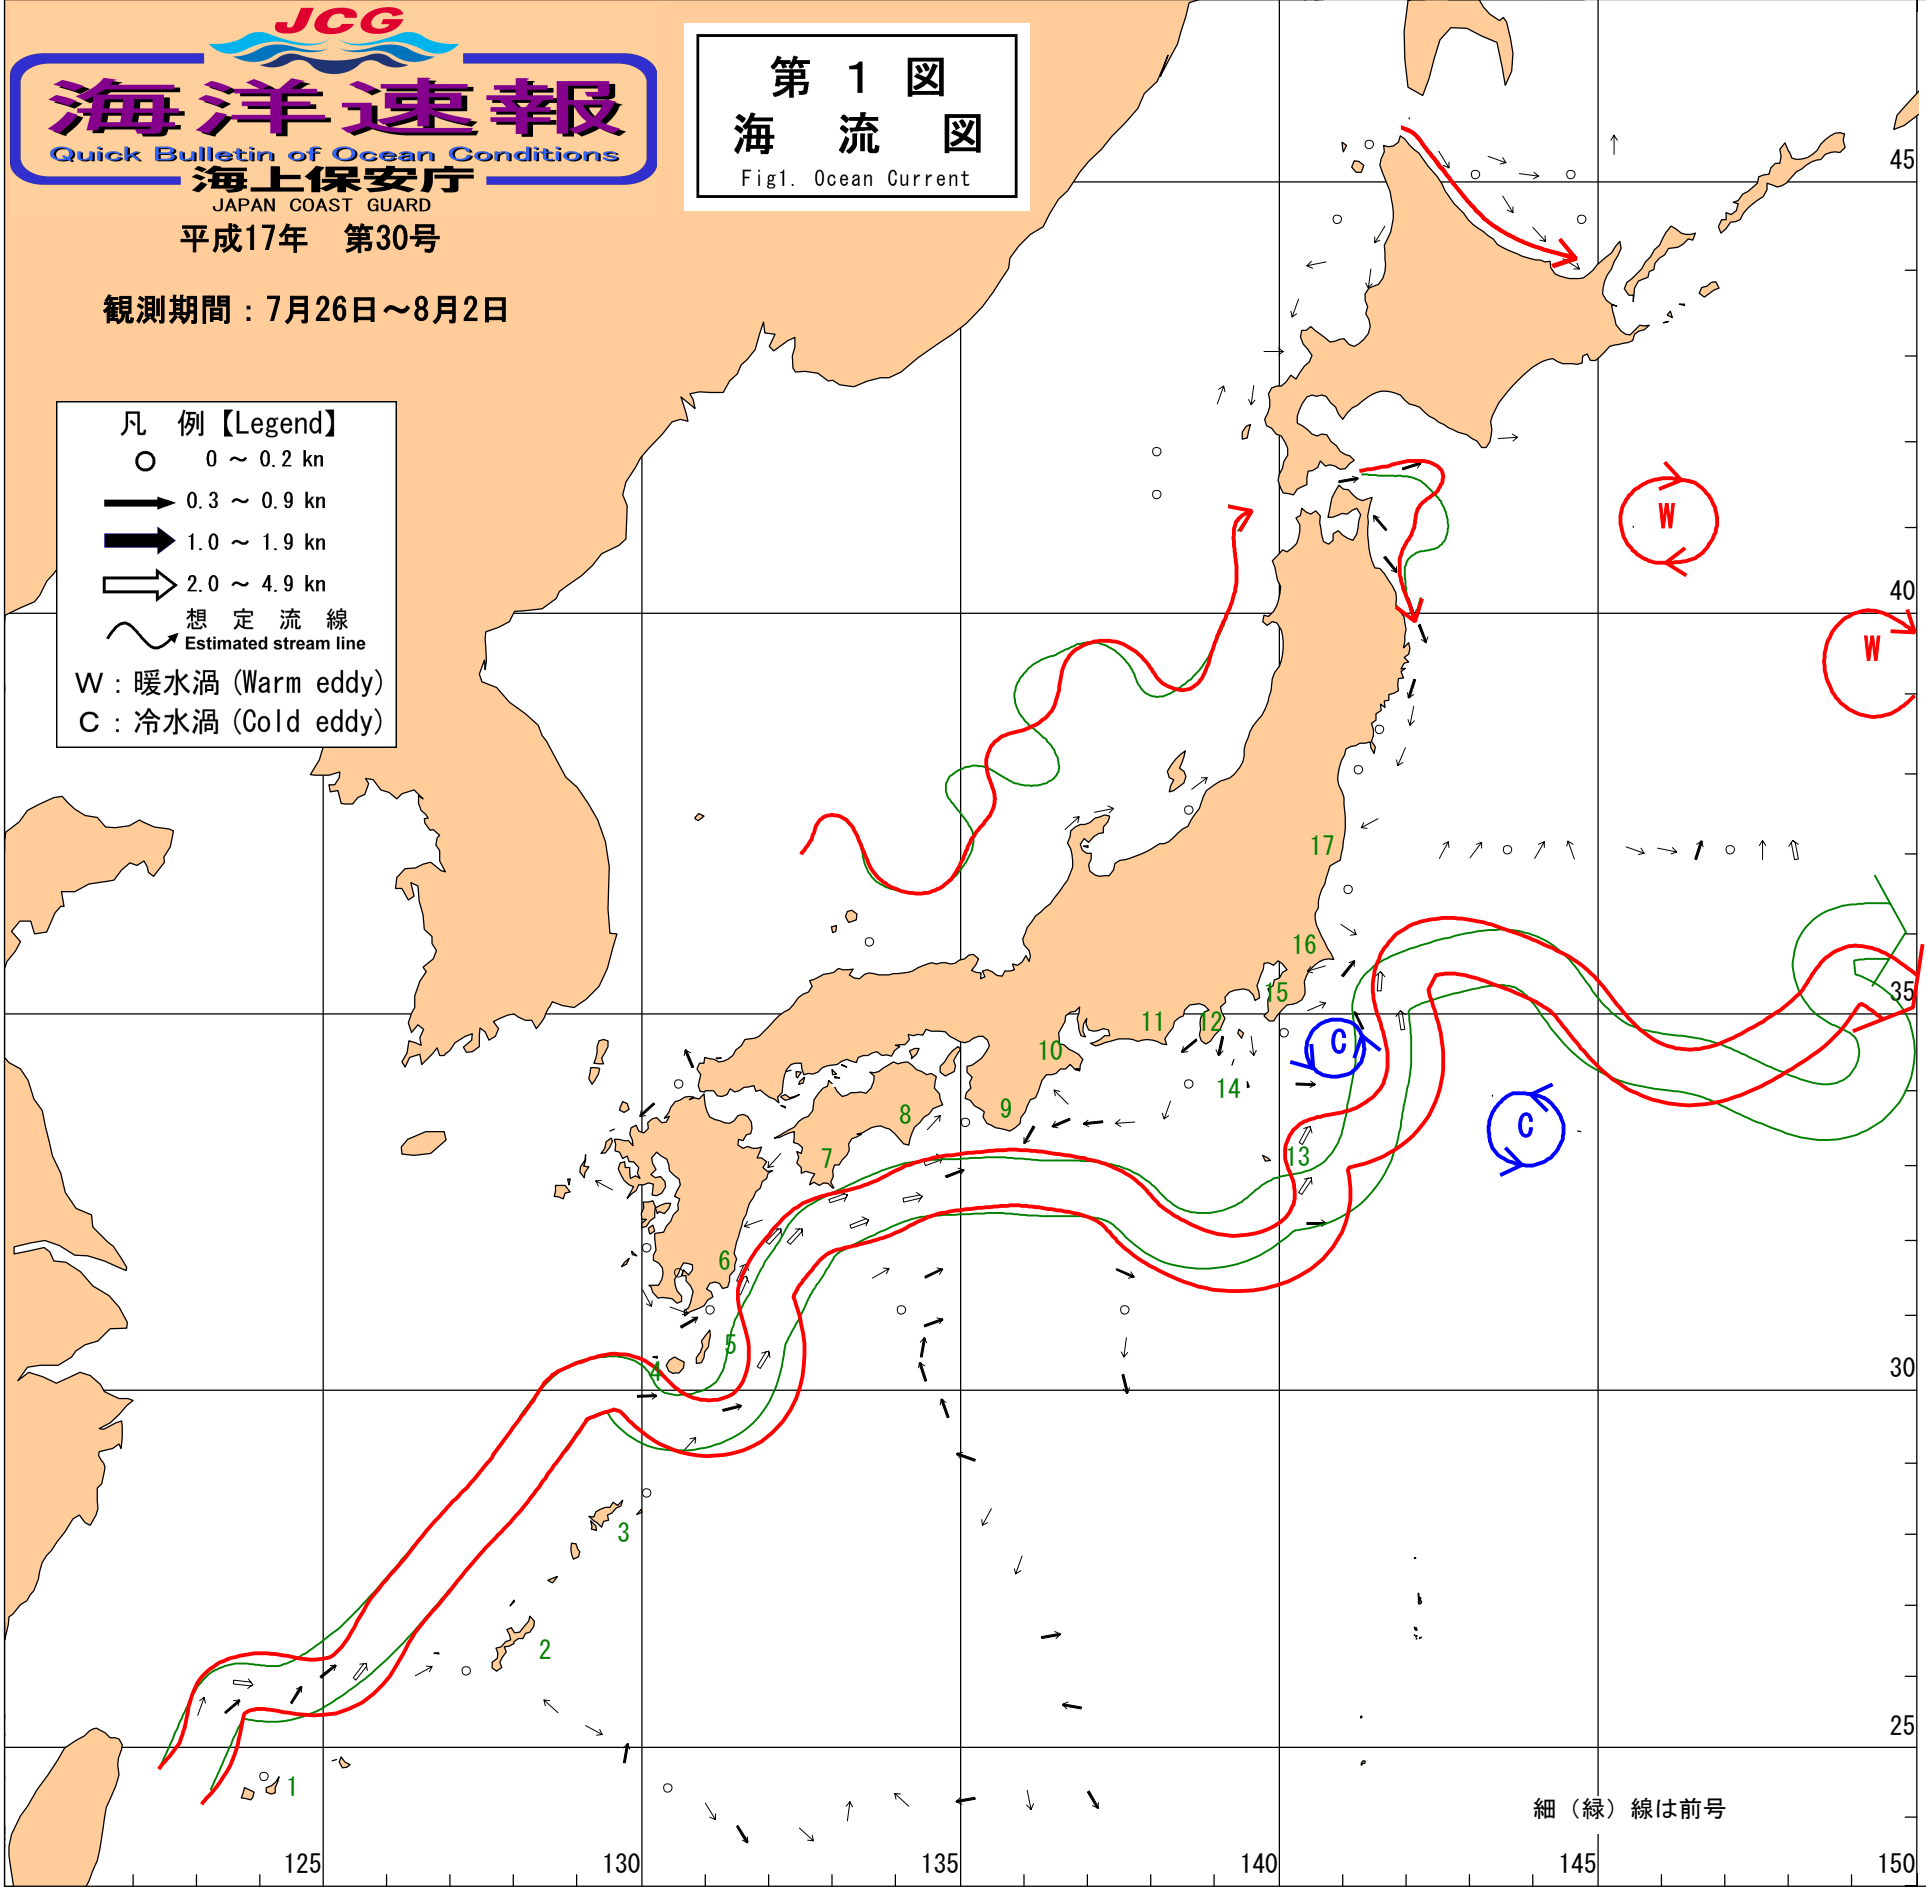 JCG
海洋速報
Quick Bulletin of Ocean Conditions
海上保安庁
JAPAN COAST GUARD
平成17年　第30号
観測期間：7月26日～8月2日
第 1 図
海 流 図
Fig1. Ocean Current
凡 例【Legend】
0 ～ 0.2 kn
0.3 ～ 0.9 kn
1.0 ～ 1.9 kn
2.0 ～ 4.9 kn
想 定 流 線
Estimated stream line
W：暖水渦 (Warm eddy)
C：冷水渦 (Cold eddy)
45
W
40
W
17
16
15
35
11
12
10
C
14
9
8
C
7
13
6
5
4
30
3
2
25
1
細（緑）線は前号
125
130
135
140
145
150